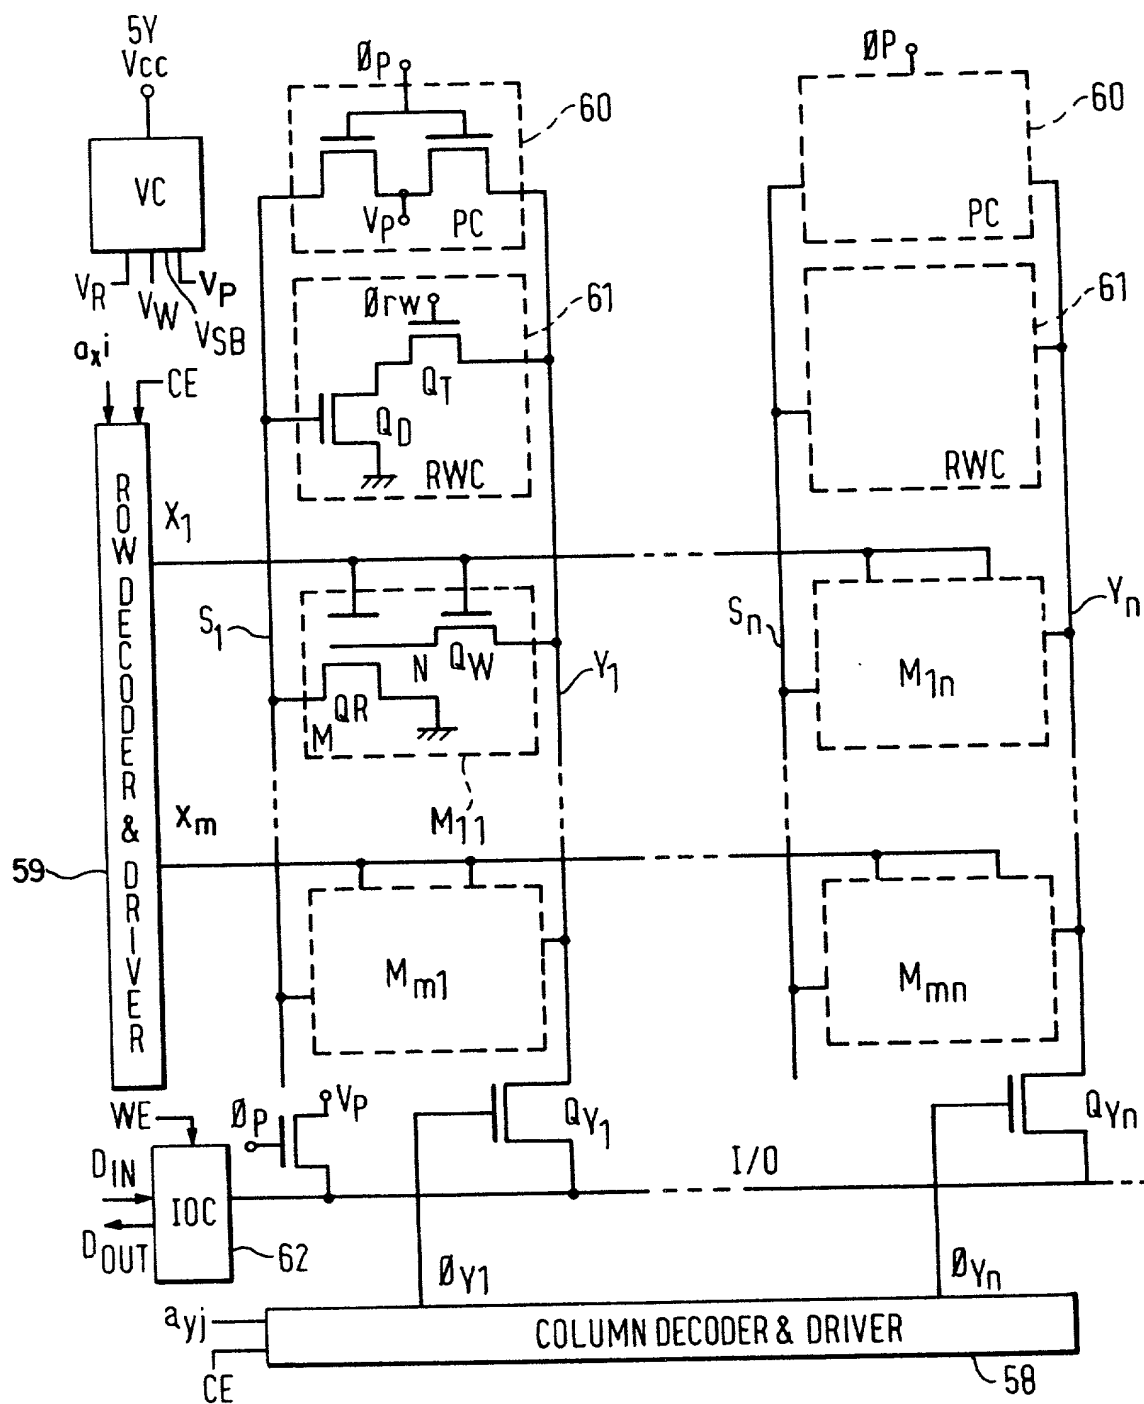 5Y
Vcc
VC
VR
VW
VSB
VP
axi
CE
ØP
60
VP
PC
Ørw
61
QT
QD
RWC
ØP
60
PC
61
RWC
ROW DECODER & DRIVER
59
X1
S1
N
QW
QR
M
Y1
M11
Sn
M1n
Yn
Xm
Mm1
Mmn
WE
ØP
VP
QY1
QYn
DIN
DOUT
IOC
62
I/O
ØY1
ØYn
ayj
CE
COLUMN DECODER & DRIVER
58